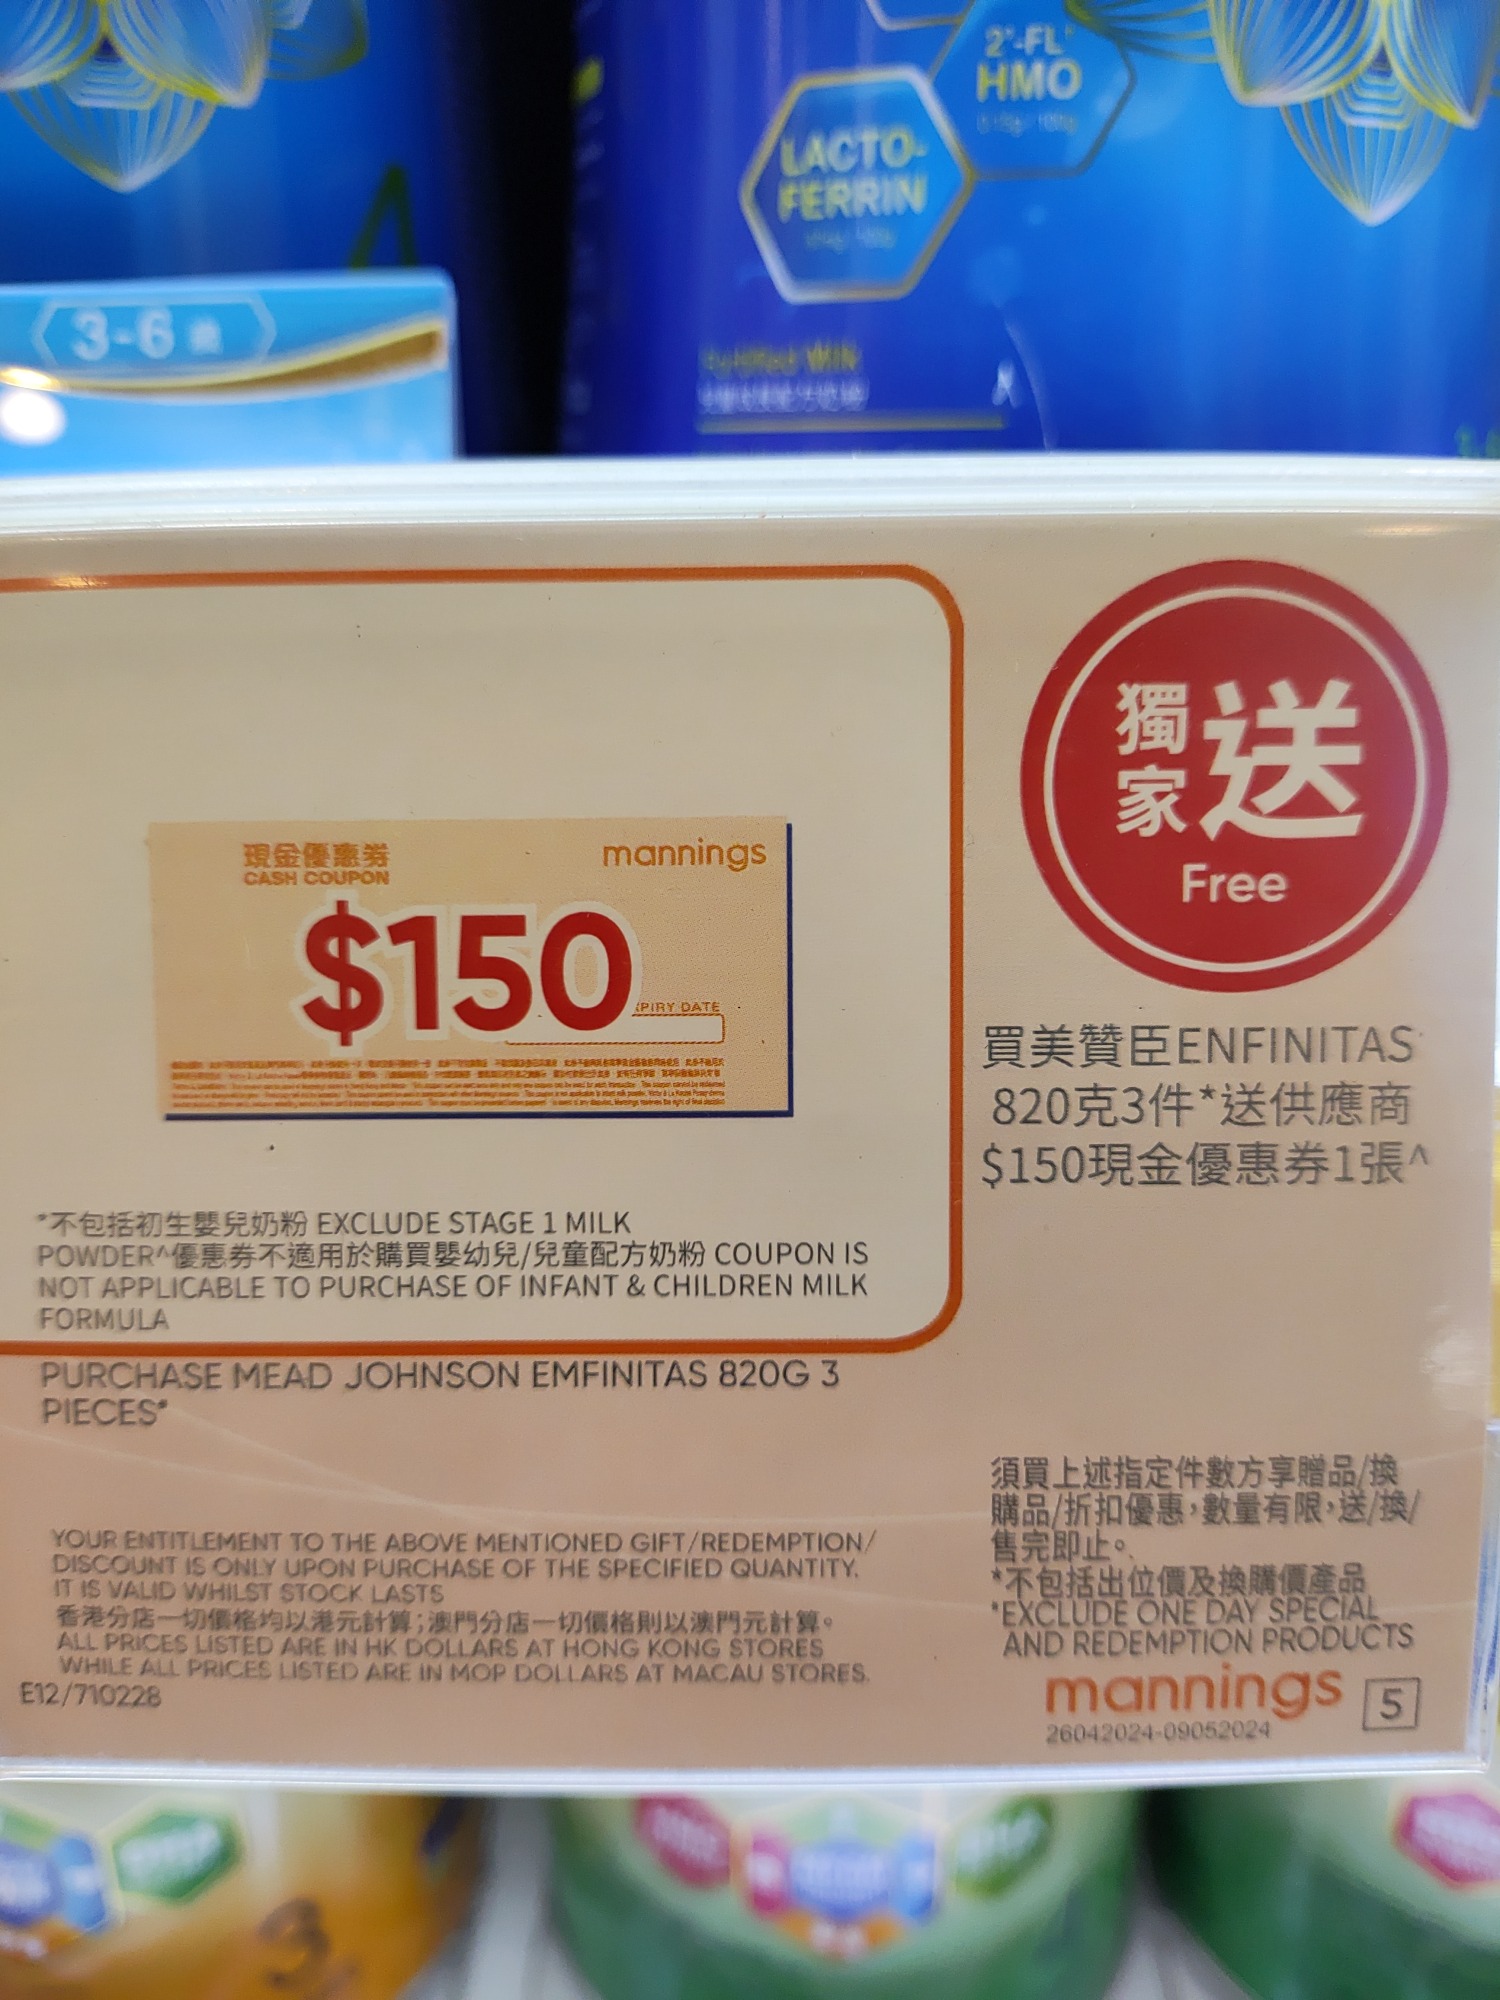 2'-FL
HMO
LACTO-
FERRIN
3-6
獨家送
Free
現金優惠券
CASH COUPON
mannings
$150
PIRY DATE
買美贊臣ENFINITAS
820克3件*送供應商
$150現金優惠券1張^
*不包括初生嬰兒奶粉 EXCLUDE STAGE 1 MILK
POWDER^優惠券不適用於購買嬰幼兒/兒童配方奶粉 COUPON IS
NOT APPLICABLE TO PURCHASE OF INFANT & CHILDREN MILK
FORMULA
PURCHASE MEAD JOHNSON EMFINITAS 820G 3
PIECES*
YOUR ENTITLEMENT TO THE ABOVE MENTIONED GIFT/REDEMPTION/
DISCOUNT IS ONLY UPON PURCHASE OF THE SPECIFIED QUANTITY.
IT IS VALID WHILST STOCK LASTS
香港分店一切價格均以港元計算;澳門分店一切價格則以澳門元計算。
ALL PRICES LISTED ARE IN HK DOLLARS AT HONG KONG STORES
WHILE ALL PRICES LISTED ARE IN MOP DOLLARS AT MACAU STORES.
E12/710228
須買上述指定件數方享贈品/換
購品/折扣優惠,數量有限,送/換/
售完即止。
*不包括出位價及換購價產品
*EXCLUDE ONE DAY SPECIAL
AND REDEMPTION PRODUCTS
mannings
5
26042024-09052024
3